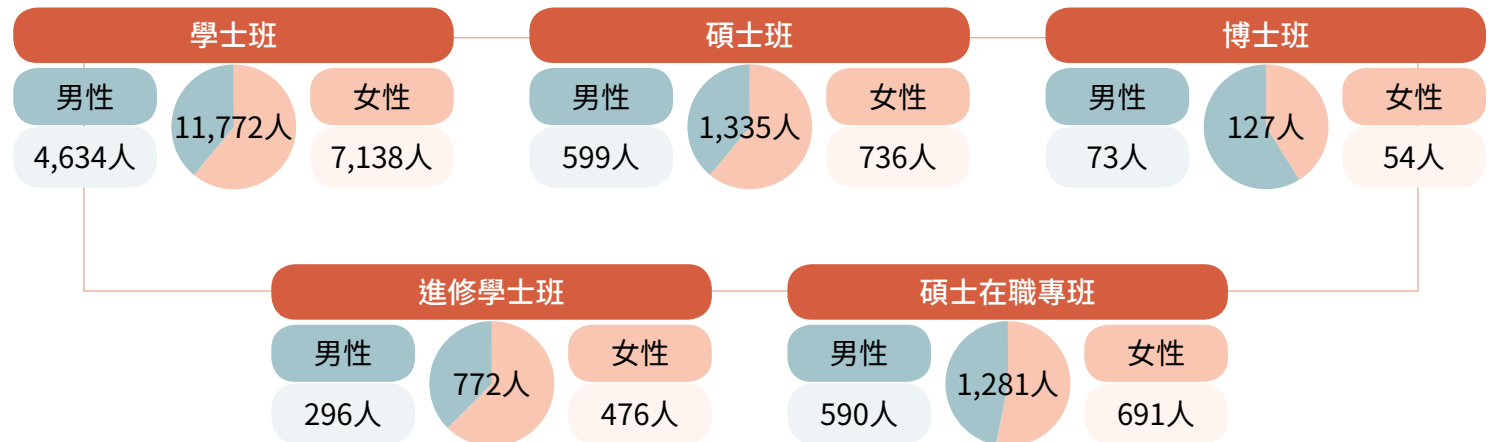 學士班
男性
4,634人
11,772人
女性
7,138人
碩士班
男性
599人
1,335人
女性
736人
博士班
男性
73人
127人
女性
54人
進修學士班
男性
296人
772人
女性
476人
碩士在職專班
男性
590人
1,281人
女性
691人